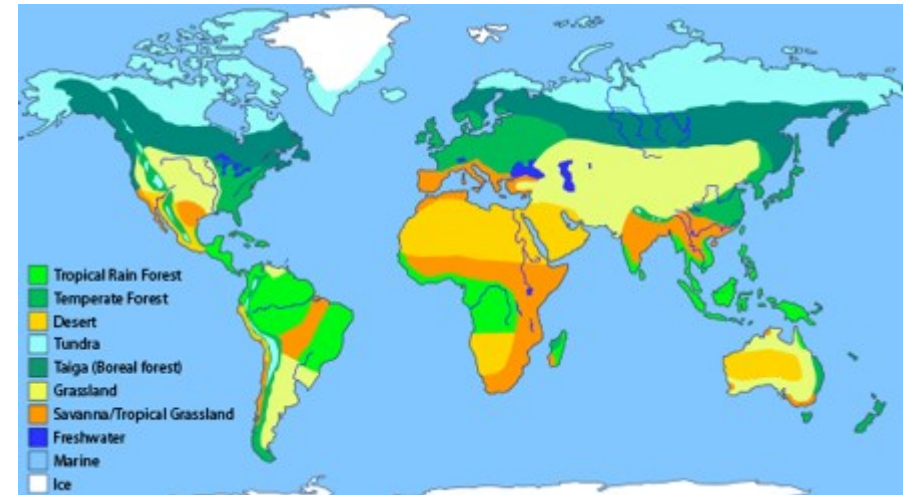 Tropical Rain Forest
Temperate Forest
Desert
Tundra
Taiga (Boreal forest)
Grassland
Savanna/Tropical Grassland
Freshwater
Marine
Ice